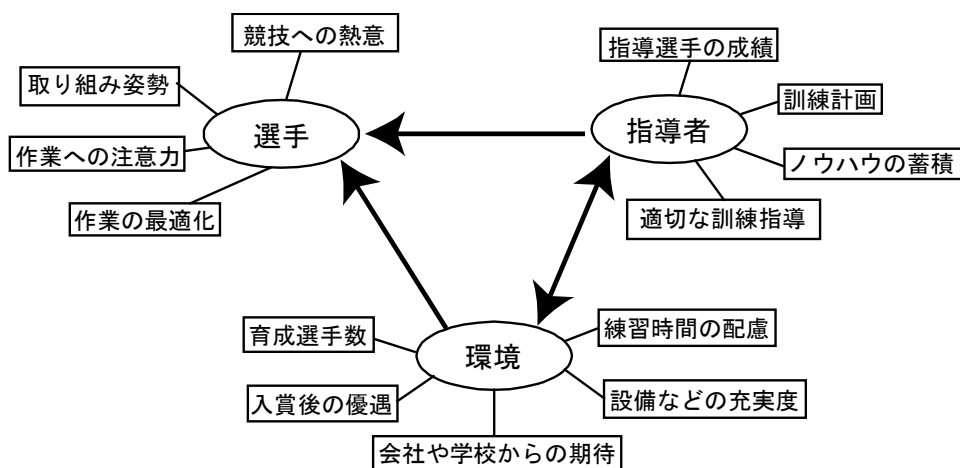 競技への熱意
取り組み姿勢
選手
作業への注意力
作業の最適化
指導選手の成績
訓練計画
指導者
ノウハウの蓄積
適切な訓練指導
練習時間の配慮
育成選手数
環境
入賞後の優遇
設備などの充実度
会社や学校からの期待